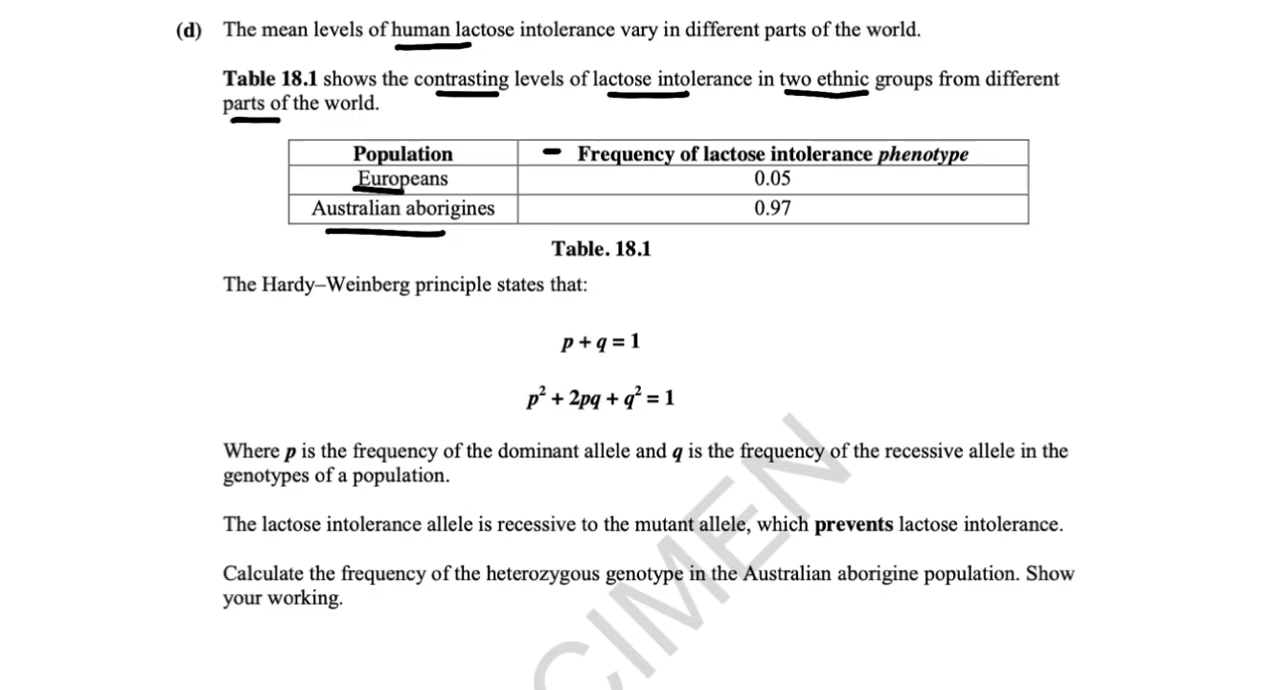 (d) The mean levels of human lactose intolerance vary in different parts of the world.
Table 18.1 shows the contrasting levels of lactose intolerance in two ethnic groups from different
parts of the world.
Population Frequency of lactose intolerance phenotype
Europeans 0.05
Australian aborigines 0.97
Table. 18.1
The Hardy–Weinberg principle states that:
p + q = 1
p² + 2pq + q² = 1
Where p is the frequency of the dominant allele and q is the frequency of the recessive allele in the
genotypes of a population.
The lactose intolerance allele is recessive to the mutant allele, which prevents lactose intolerance.
Calculate the frequency of the heterozygous genotype in the Australian aborigine population. Show
your working.
CIMEN